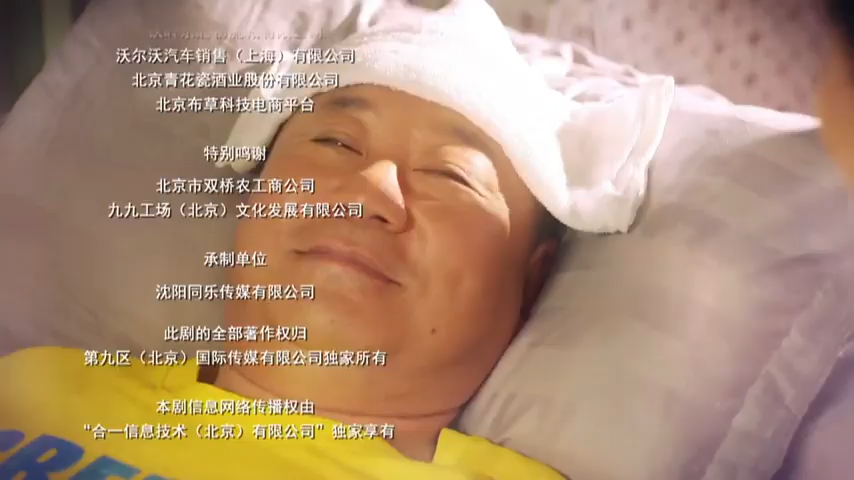 沃尔沃汽车销售（上海）有限公司
北京青花瓷酒业股份有限公司
北京布草科技电商平台
特别鸣谢
北京市双桥农工商公司
九九工场（北京）文化发展有限公司
承制单位
沈阳同乐传媒有限公司
此剧的全部著作权归
第九区（北京）国际传媒有限公司独家所有
本剧信息网络传播权由
“合一信息技术（北京）有限公司”独家享有